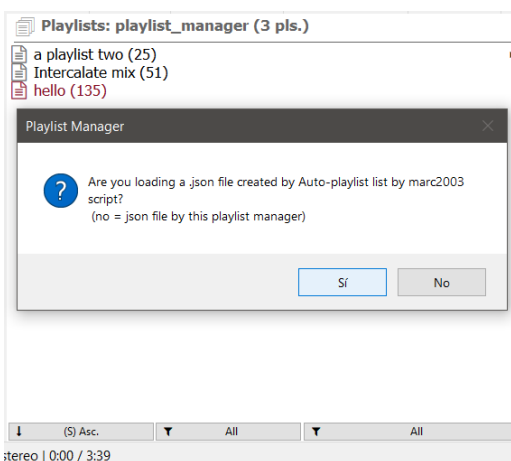 Playlists: playlist_manager (3 pls.)
a playlist two (25)
Intercalate mix (51)
hello (135)
Playlist Manager
Are you loading a .json file created by Auto-playlist list by marc2003
script?
(no = json file by this playlist manager)
Sí
No
(S) Asc.
All
All
stereo | 0:00 / 3:39